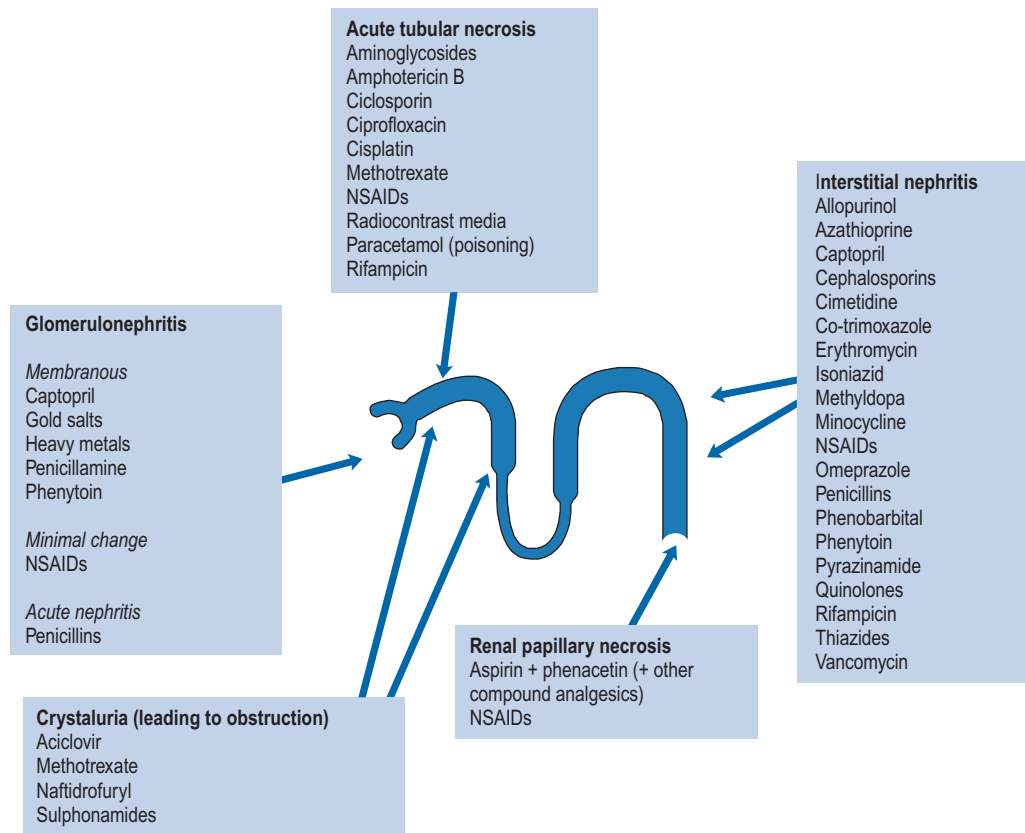 Acute tubular necrosis
Aminoglycosides
Amphotericin B
Ciclosporin
Ciprofloxacin
Cisplatin
Methotrexate
NSAIDs
Radiocontrast media
Paracetamol (poisoning)
Rifampicin
Interstitial nephritis
Allopurinol
Azathioprine
Captopril
Cephalosporins
Cimetidine
Co-trimoxazole
Erythromycin
Isoniazid
Methyldopa
Minocycline
NSAIDs
Omeprazole
Penicillins
Phenobarbital
Phenytoin
Pyrazinamide
Quinolones
Rifampicin
Thiazides
Vancomycin
Glomerulonephritis
Membranous
Captopril
Gold salts
Heavy metals
Penicillamine
Phenytoin
Minimal change
NSAIDs
Acute nephritis
Penicillins
Renal papillary necrosis
Aspirin + phenacetin (+ other
compound analgesics)
NSAIDs
Crystaluria (leading to obstruction)
Aciclovir
Methotrexate
Naftidrofuryl
Sulphonamides